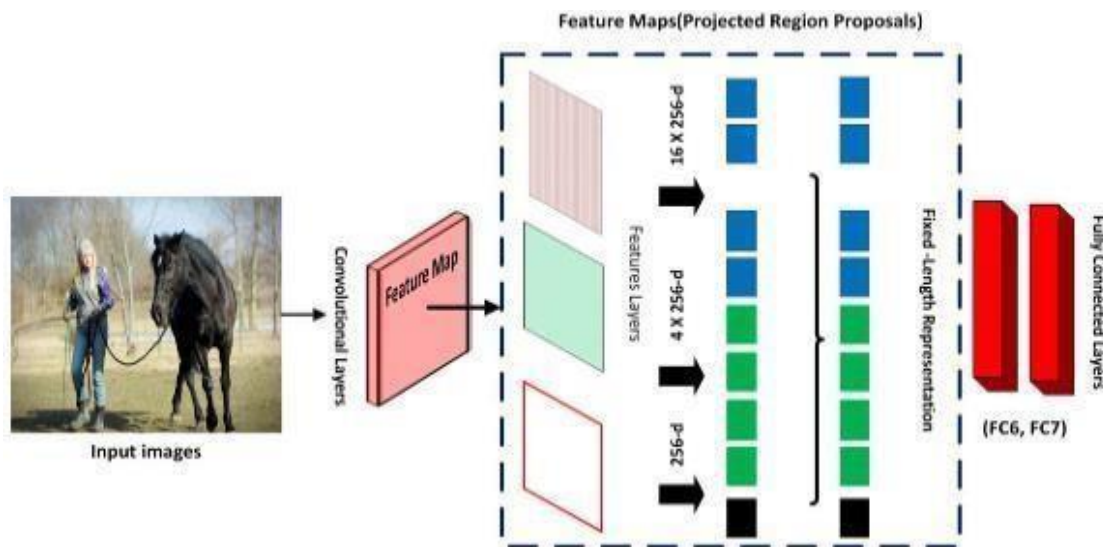 Feature Maps(Projected Region Proposals)
Input images
Convolutional Layers
Feature Map
Features Layers
16 X 256-d
4 X 256-d
256-d
Fixed -Length Representation
Fully Connected Layers
(FC6, FC7)